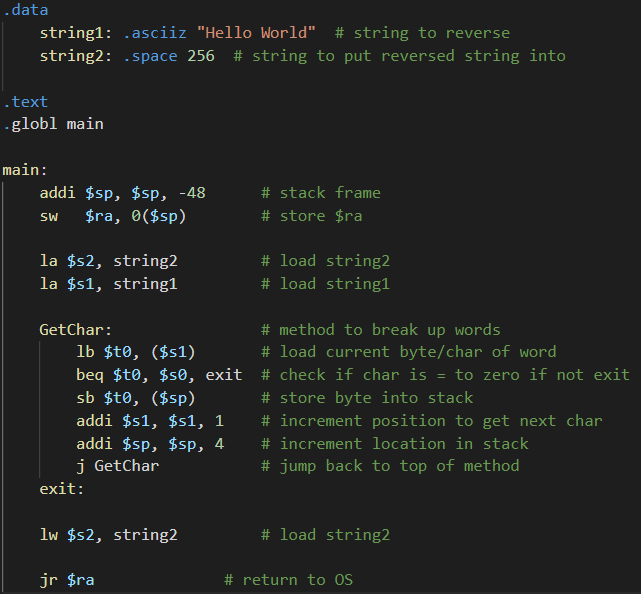 .data
    string1: .asciiz "Hello World"  # string to reverse
    string2: .space 256  # string to put reversed string into
.text
.globl main
main:
    addi $sp, $sp, -48      # stack frame
    sw   $ra, 0($sp)        # store $ra
    la $s2, string2         # load string2
    la $s1, string1         # load string1
    GetChar:                # method to break up words
        lb $t0, ($s1)       # load current byte/char of word
        beq $t0, $s0, exit  # check if char is = to zero if not exit
        sb $t0, ($sp)       # store byte into stack
        addi $s1, $s1, 1    # increment position to get next char
        addi $sp, $sp, 4    # increment location in stack
        j GetChar           # jump back to top of method
    exit:
    lw $s2, string2         # load string2
    jr $ra              # return to OS